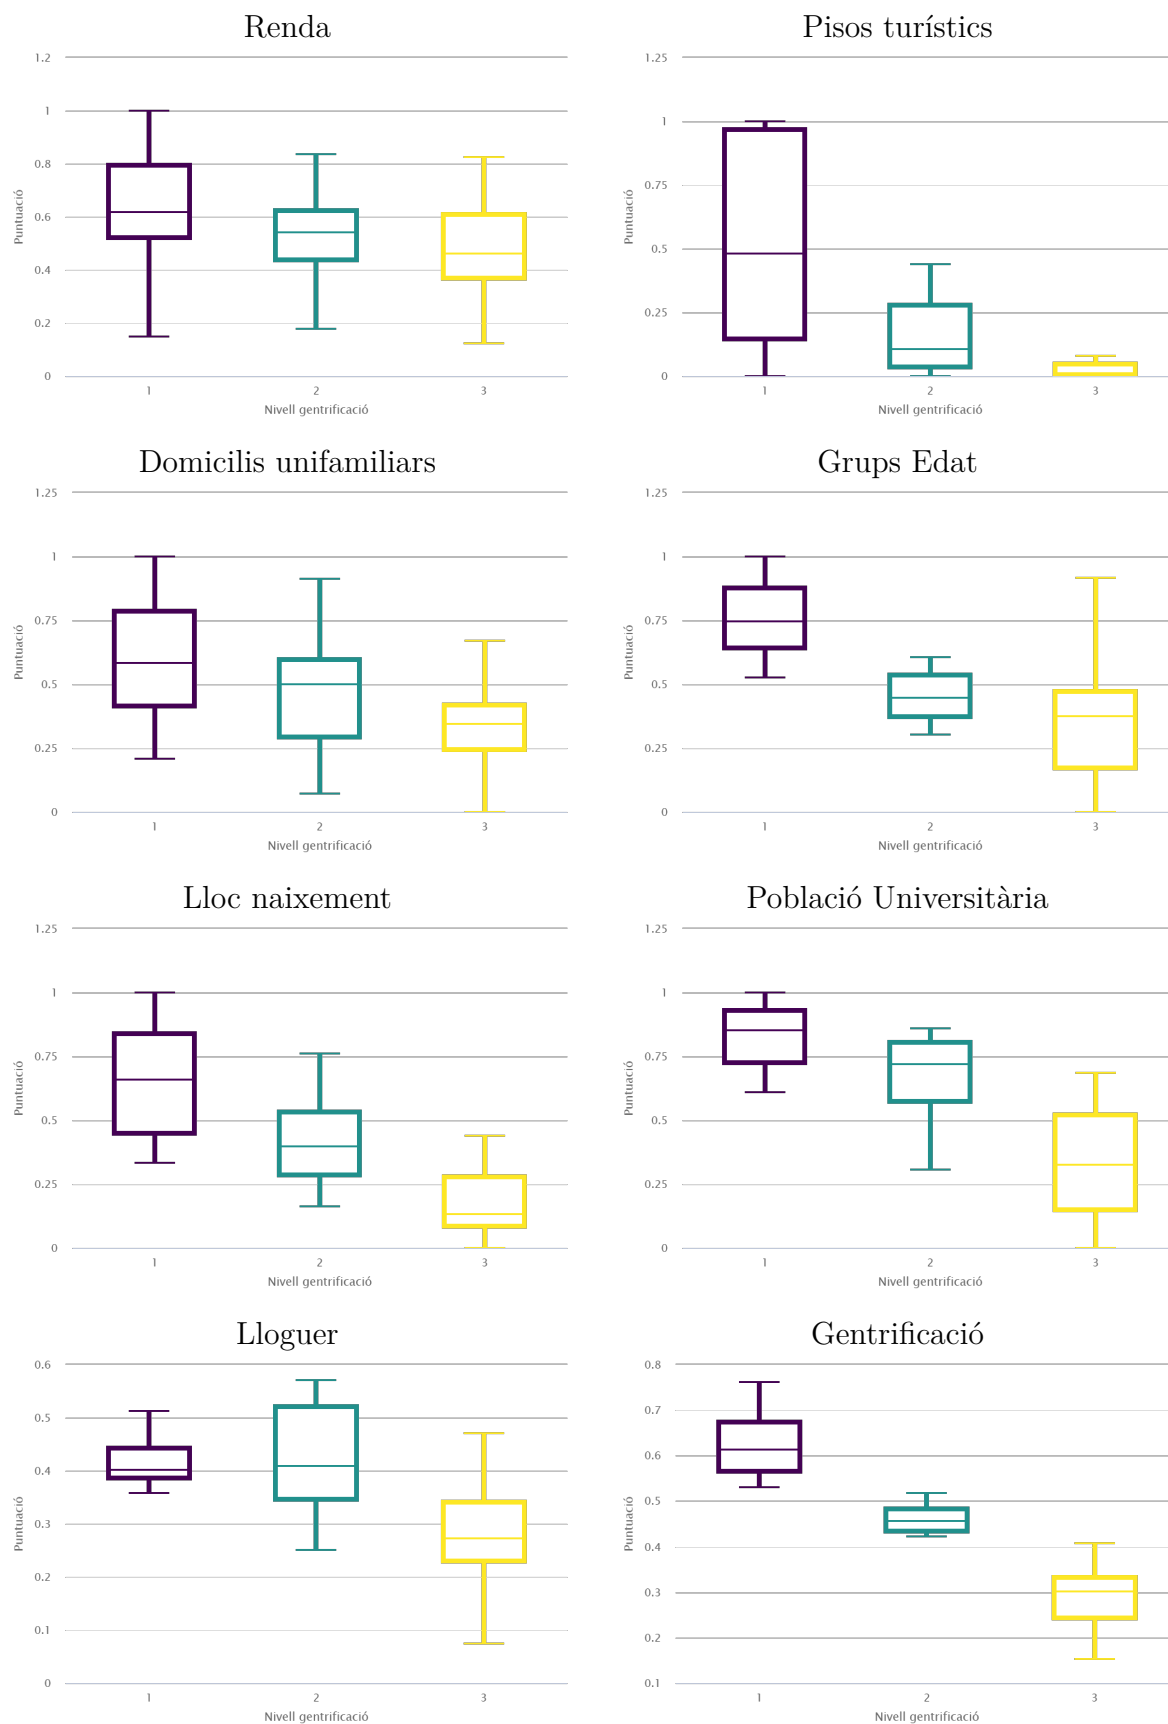 Renda
1.2
1
0.8
0.6
0.4
0.2
0
Puntuació
1 2 3
Nivell gentrificació
Pisos turístics
1.25
1
0.75
0.5
0.25
0
Puntuació
1 2 3
Nivell gentrificació
Domicilis unifamiliars
1.25
1
0.75
0.5
0.25
0
Puntuació
1 2 3
Nivell gentrificació
Grups Edat
1.25
1
0.75
0.5
0.25
0
Puntuació
1 2 3
Nivell gentrificació
Lloc naixement
1.25
1
0.75
0.5
0.25
0
Puntuació
1 2 3
Nivell gentrificació
Població Universitària
1.25
1
0.75
0.5
0.25
0
Puntuació
1 2 3
Nivell gentrificació
Lloguer
0.6
0.5
0.4
0.3
0.2
0.1
0
Puntuació
1 2 3
Nivell gentrificació
Gentrificació
0.8
0.7
0.6
0.5
0.4
0.3
0.2
0.1
Puntuació
1 2 3
Nivell gentrificació